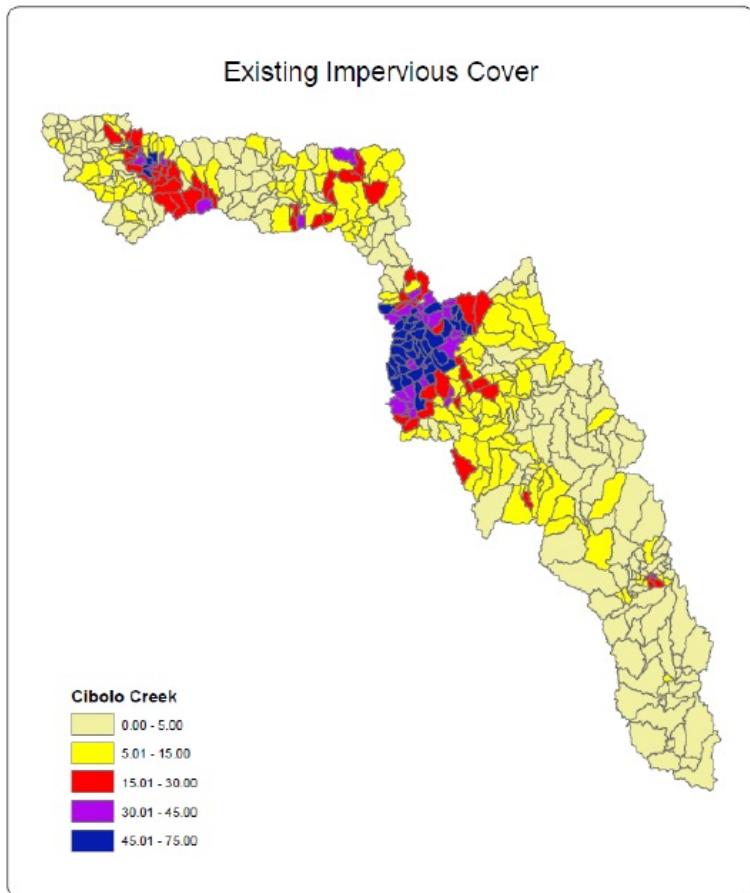 Existing Impervious Cover
Cibolo Creek
0.00 - 5.00
5.01 - 15.00
15.01 - 30.00
30.01 - 45.00
45.01 - 75.00